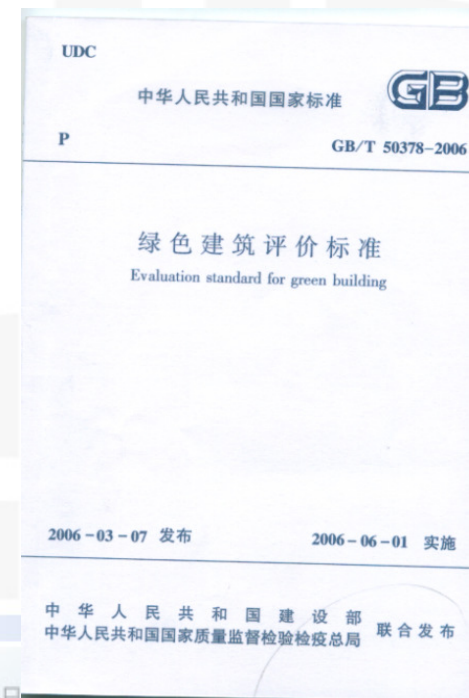 UDC
中华人民共和国国家标准
GB
P
GB/T 50378-2006
绿色建筑评价标准
Evaluation standard for green building
2006-03-07 发布
2006-06-01 实施
中华人民共和国建设部
中华人民共和国国家质量监督检验检疫总局
联合发布